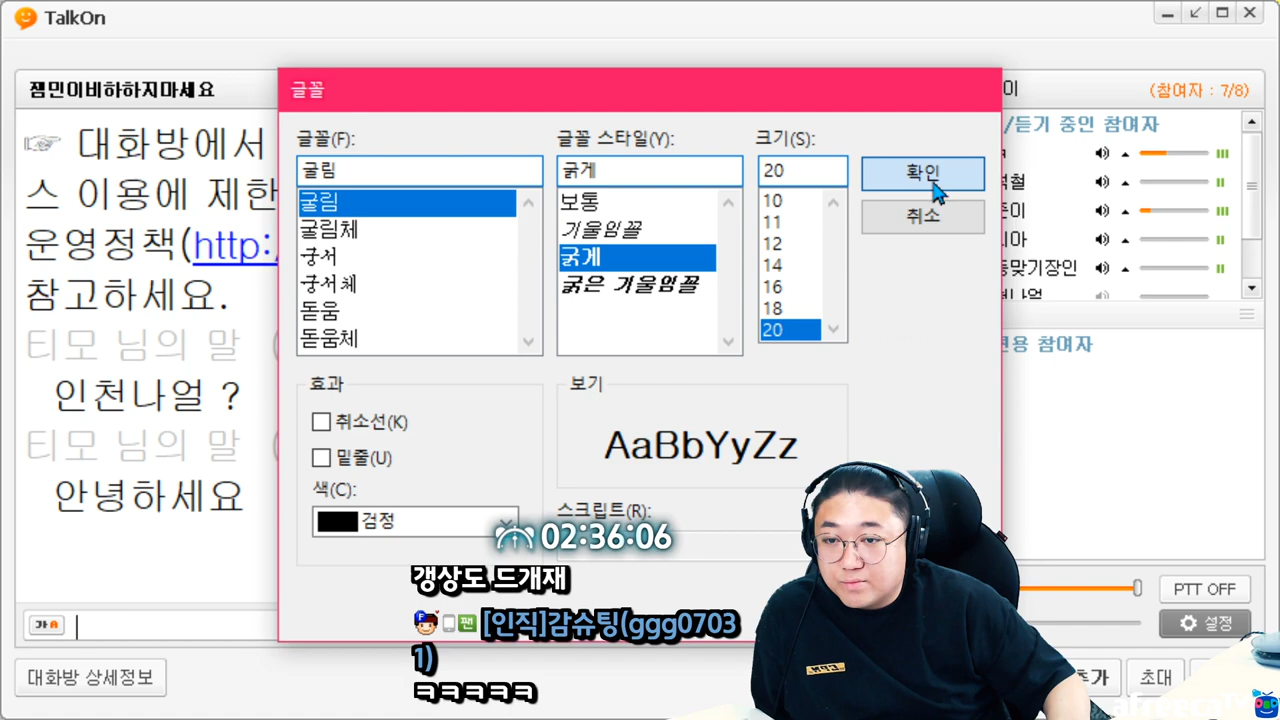 TalkOn
잼민이비하하지마세요
☞ 대화방에서
스 이용에 제한
운영정책(http:/
참고하세요.
티모 님의 말 (
인천나얼 ?
티모 님의 말 (
안녕하세요
가A
대화방 상세정보
글꼴
글꼴(F):
굴림
굴림
굴림체
궁서
궁서체
돋움
돋움체
글꼴 스타일(Y):
굵게
보통
기울임꼴
굵게
굵은 기울임꼴
크기(S):
20
10
11
12
14
16
18
20
확인
취소
효과
취소선(K)
밑줄(U)
색(C):
검정
보기
AaBbYyZz
스크립트(R):
(참여자 : 7/8)
/듣기 중인 참여자
맞기장인
용 참여자
PTT OFF
설정
초대
02:36:06
갱상도 드개재
팬 [인직]감슈팅(ggg0703
1)
ㅋㅋㅋㅋㅋ
afreecaTV